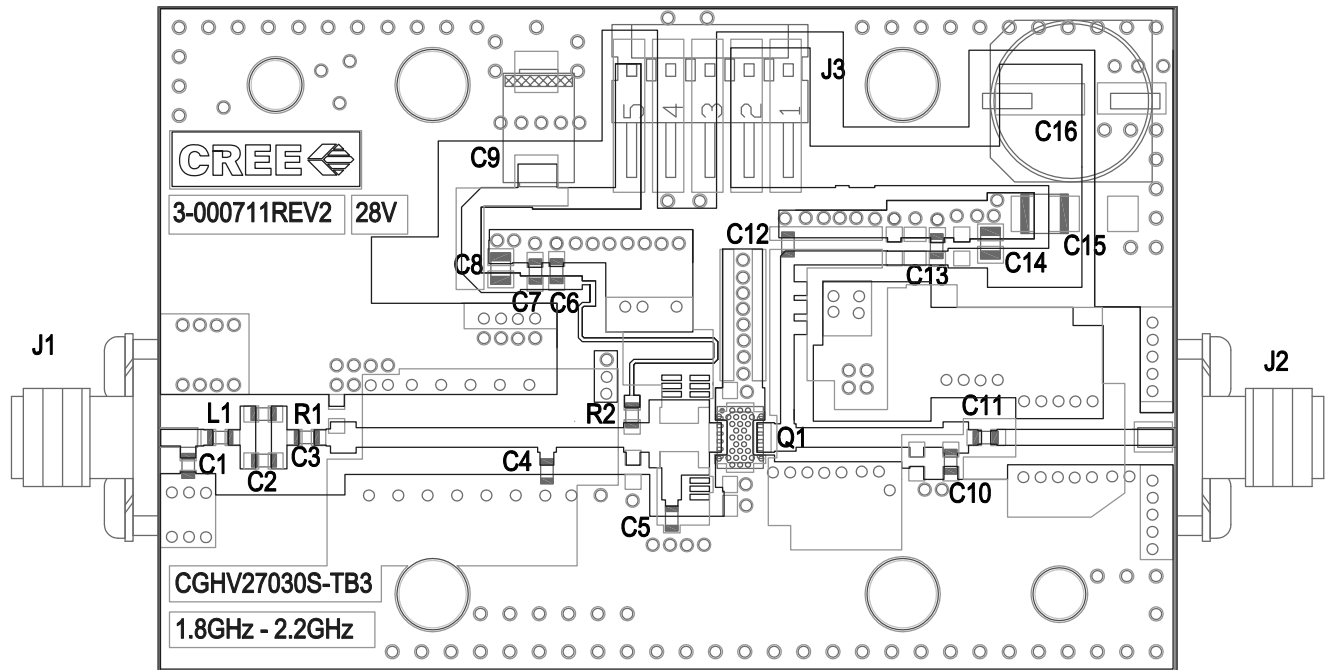 J3
5 4 3 2 1
C16
C9
CREE
3-000711REV2 28V
C12
C15
C8
C14
C13
C7 C6
J1
J2
L1 R1
R2
C11
Q1
C1
C2
C3
C4
C10
C5
CGHV27030S-TB3
1.8GHz - 2.2GHz